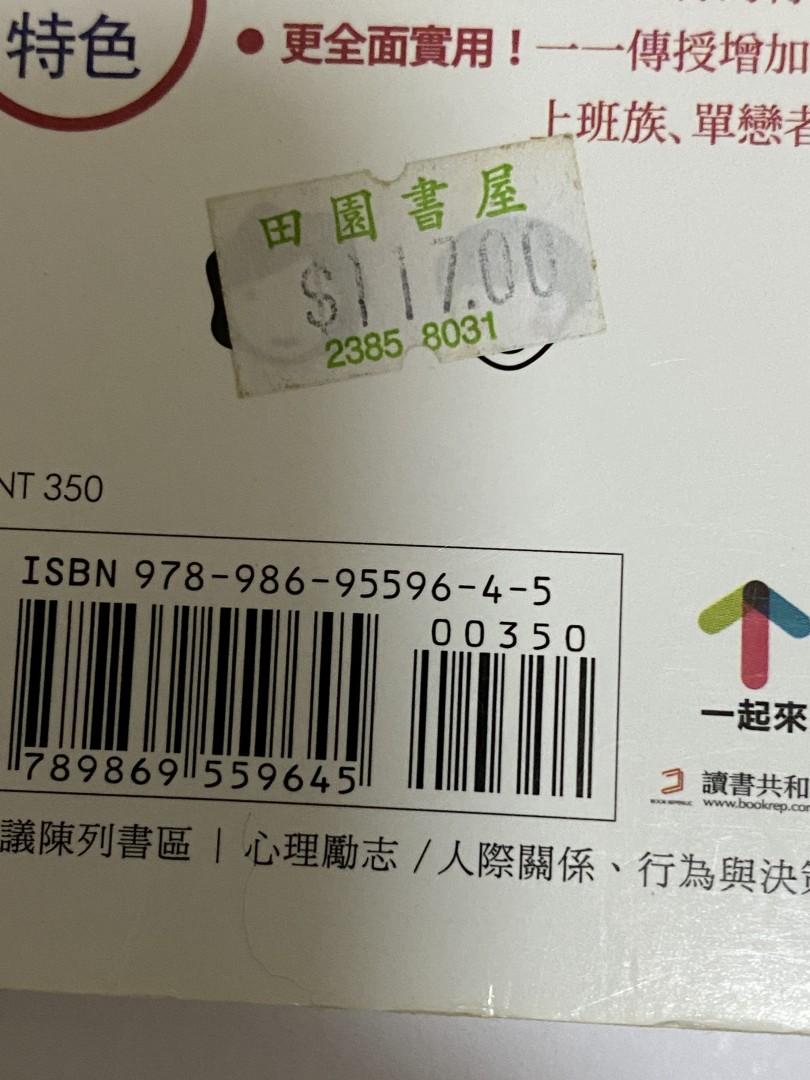 特色
●更全面實用！一一傳授增加
上班族、單戀者
田園書屋
$117.00
2385 8031
NT 350
ISBN 978-986-95596-4-5
00350
789869 559645
一起來
讀書共和
www.bookrep.com
議陳列書區｜心理勵志/人際關係、行為與決策